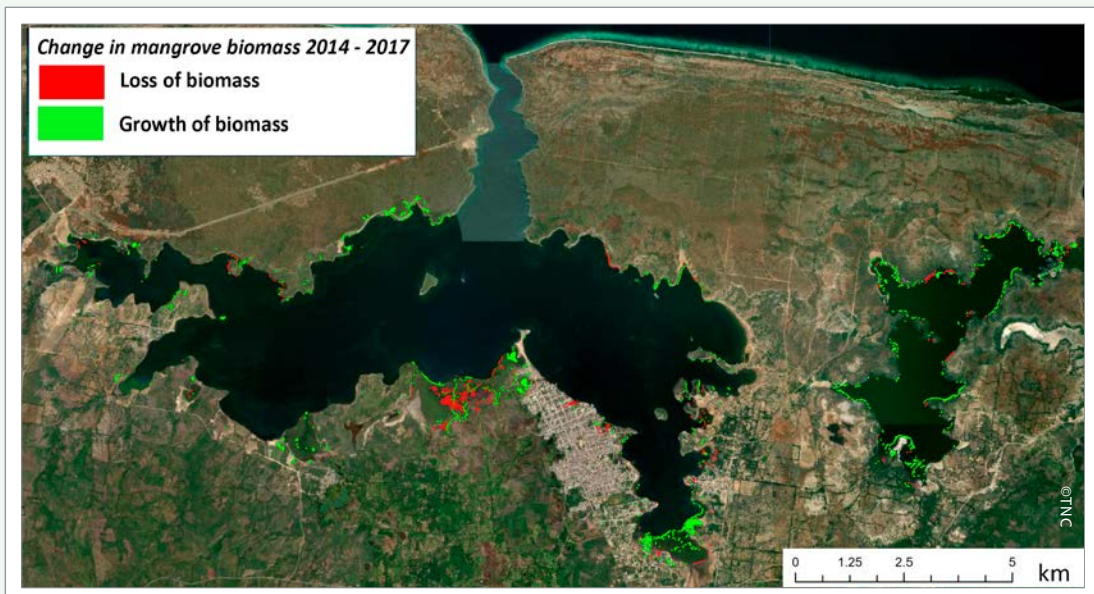 Change in mangrove biomass 2014 - 2017
Loss of biomass
Growth of biomass
©TNC
0 1.25 2.5 5
km